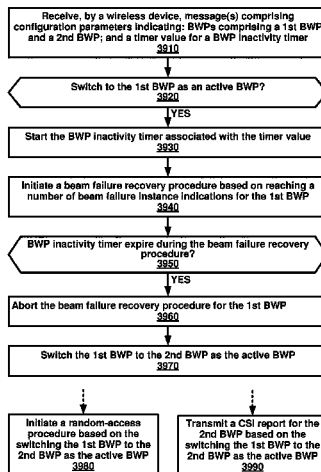 Receive, by a wireless device, message(s) comprising
configuration parameters indicating: BWPs comprising a 1st BWP
and a 2nd BWP; and a timer value for a BWP inactivity timer
3910
Switch to the 1st BWP as an active BWP?
3920
YES
Start the BWP inactivity timer associated with the timer value
3930
Initiate a beam failure recovery procedure based on reaching a
number of beam failure instance indications for the 1st BWP
3940
BWP inactivity timer expire during the beam failure recovery
procedure?
3950
YES
Abort the beam failure recovery procedure for the 1st BWP
3960
Switch the 1st BWP to the 2nd BWP as the active BWP
3970
Initiate a random-access
procedure based on the
switching the 1st BWP to the
2nd BWP as the active BWP
3980
Transmit a CSI report for the
2nd BWP based on the
switching the 1st BWP to the
2nd BWP as the active BWP
3990